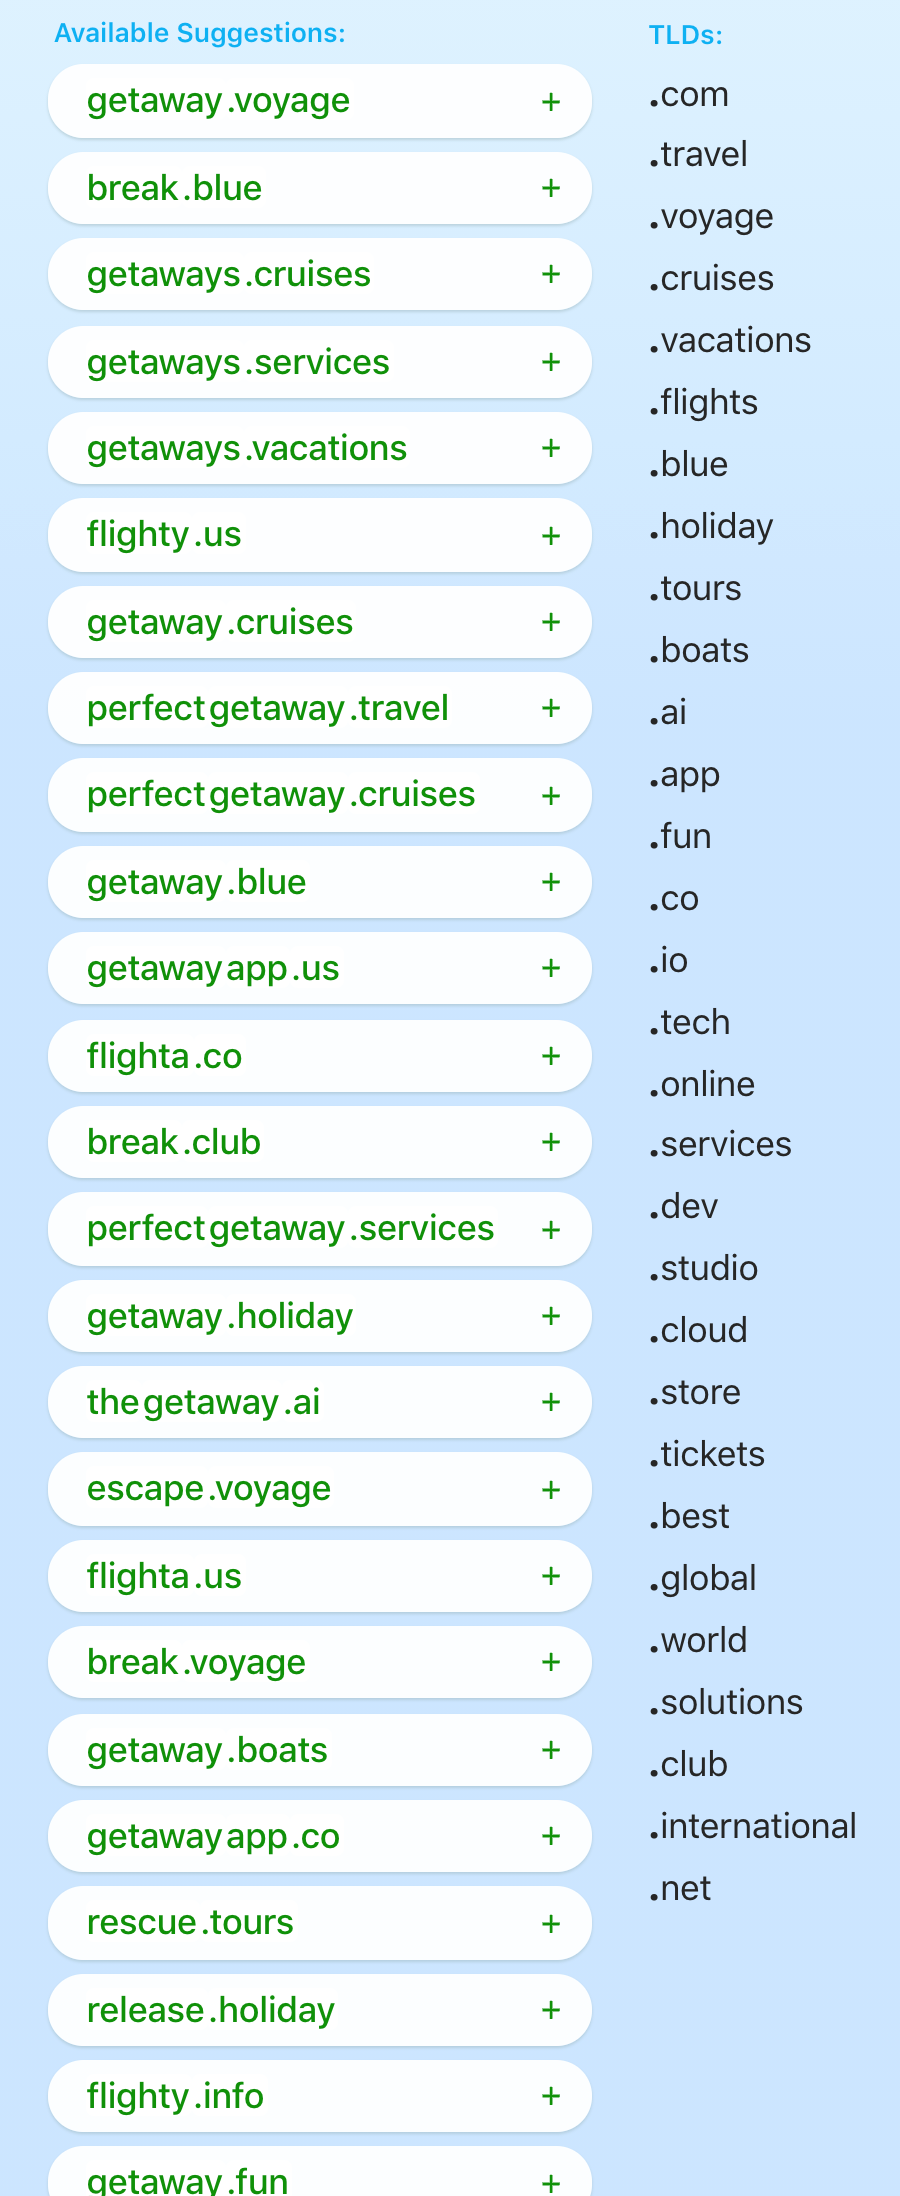 Available Suggestions:
getaway.voyage +
break.blue +
getaways.cruises +
getaways.services +
getaways.vacations +
flighty.us +
getaway.cruises +
perfectgetaway.travel +
perfectgetaway.cruises +
getaway.blue +
getawayapp.us +
flighta.co +
break.club +
perfectgetaway.services +
getaway.holiday +
thegetaway.ai +
escape.voyage +
flighta.us +
break.voyage +
getaway.boats +
getawayapp.co +
rescue.tours +
release.holiday +
flighty.info +
getaway.fun +
TLDs:
.com
.travel
.voyage
.cruises
.vacations
.flights
.blue
.holiday
.tours
.boats
.ai
.app
.fun
.co
.io
.tech
.online
.services
.dev
.studio
.cloud
.store
.tickets
.best
.global
.world
.solutions
.club
.international
.net